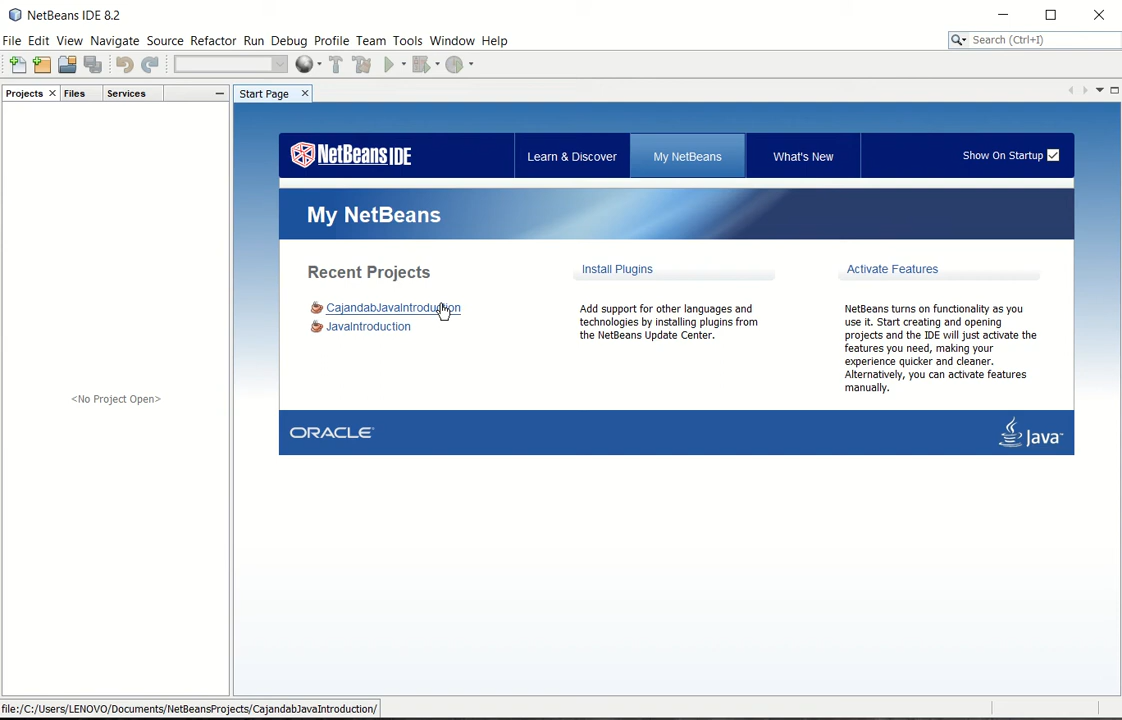 NetBeans IDE 8.2
File Edit View Navigate Source Refactor Run Debug Profile Team Tools Window Help
Search (Ctrl+I)
Projects Files Services
Start Page
NetBeans IDE Learn & Discover My NetBeans What's New Show On Startup
My NetBeans
Recent Projects
CajandabJavaIntroduction
JavaIntroduction
Install Plugins
Add support for other languages and
technologies by installing plugins from
the NetBeans Update Center.
Activate Features
NetBeans turns on functionality as you
use it. Start creating and opening
projects and the IDE will just activate the
features you need, making your
experience quicker and cleaner.
Alternatively, you can activate features
manually.
<No Project Open>
ORACLE Java
file:/C:/Users/LENOVO/Documents/NetBeansProjects/CajandabJavaIntroduction/